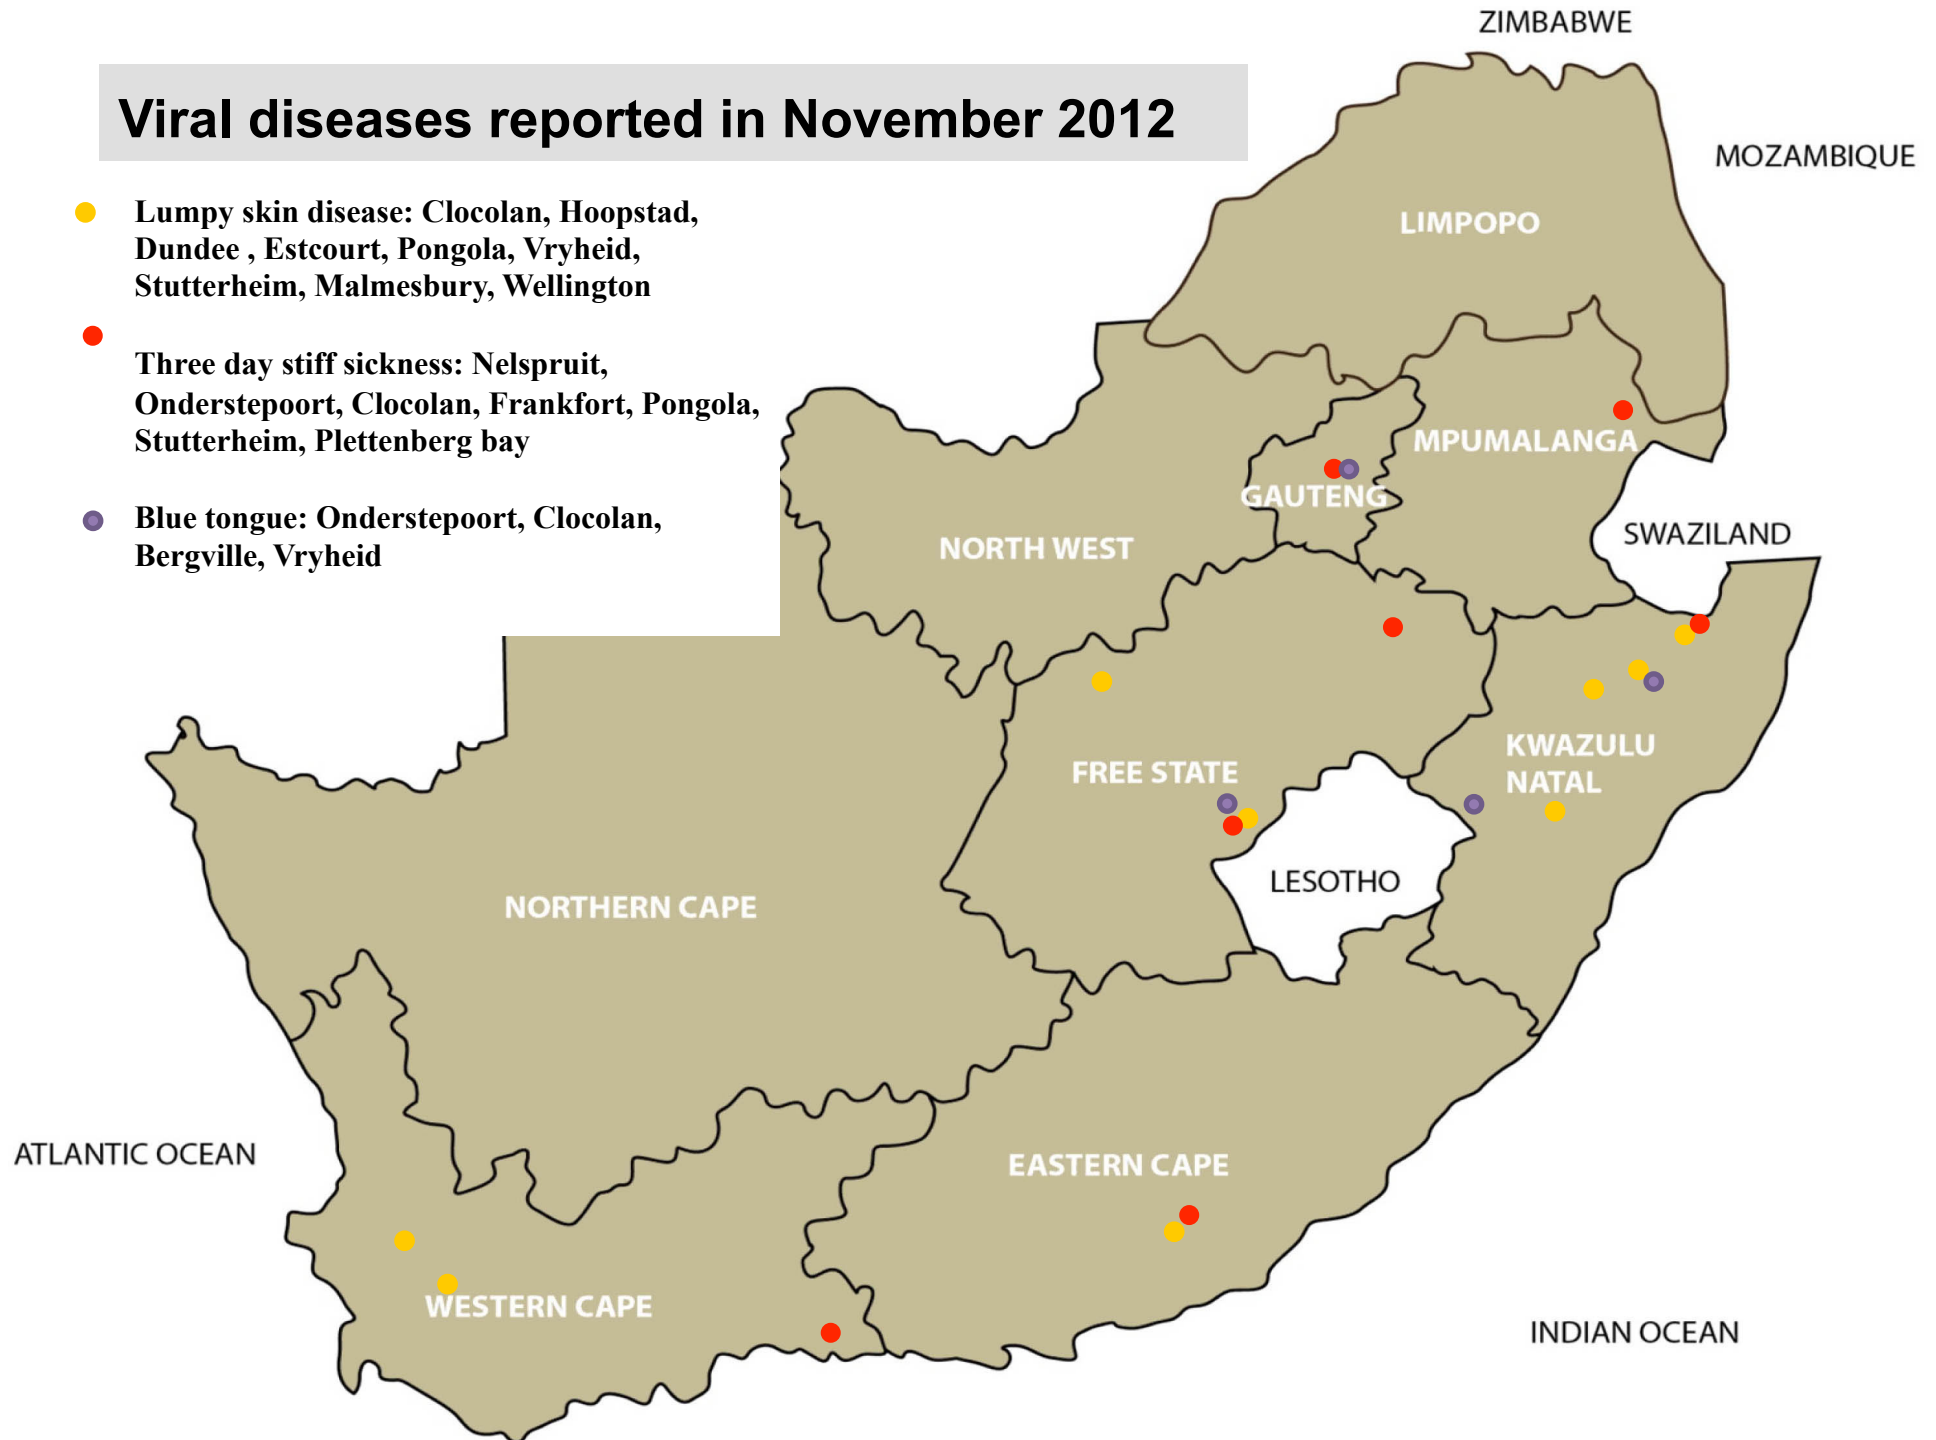 ZIMBABWE
Viral diseases reported in November 2012
MOZAMBIQUE
Lumpy skin disease: Clocolan, Hoopstad,
Dundee , Estcourt, Pongola, Vryheid,
Stutterheim, Malmesbury, Wellington
LIMPOPO
Three day stiff sickness: Nelspruit,
Onderstepoort, Clocolan, Frankfort, Pongola,
Stutterheim, Plettenberg bay
MPUMALANGA
GAUTENG
Blue tongue: Onderstepoort, Clocolan,
Bergville, Vryheid
SWAZILAND
NORTH WEST
KWAZULU
NATAL
FREE STATE
LESOTHO
NORTHERN CAPE
ATLANTIC OCEAN
EASTERN CAPE
WESTERN CAPE
INDIAN OCEAN